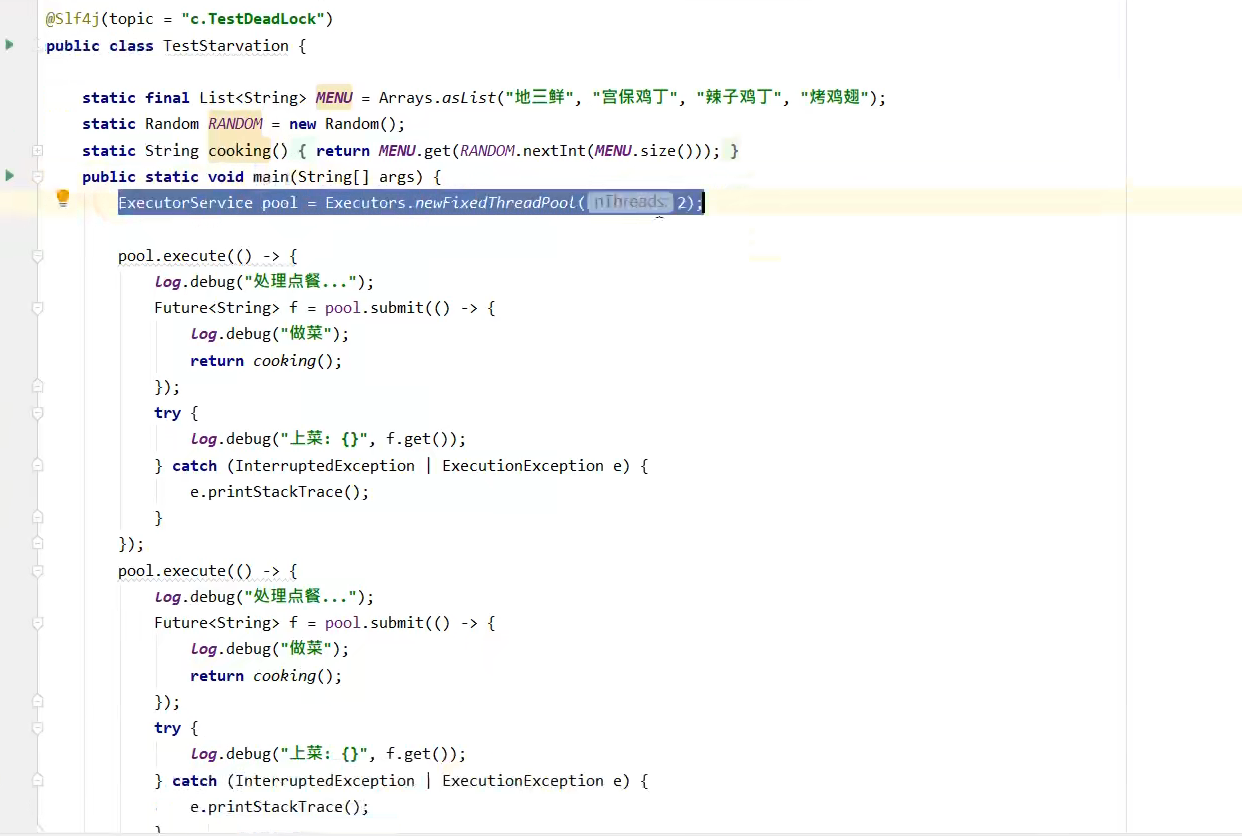 @Slf4j(topic = "c.TestDeadLock")
public class TestStarvation {
static final List<String> MENU = Arrays.asList("地三鲜", "宫保鸡丁", "辣子鸡丁", "烤鸡翅");
static Random RANDOM = new Random();
static String cooking() { return MENU.get(RANDOM.nextInt(MENU.size())); }
public static void main(String[] args) {
ExecutorService pool = Executors.newFixedThreadPool( nThreads: 2);
pool.execute(() -> {
log.debug("处理点餐...");
Future<String> f = pool.submit(() -> {
log.debug("做菜");
return cooking();
});
try {
log.debug("上菜: {}", f.get());
} catch (InterruptedException | ExecutionException e) {
e.printStackTrace();
}
});
pool.execute(() -> {
log.debug("处理点餐...");
Future<String> f = pool.submit(() -> {
log.debug("做菜");
return cooking();
});
try {
log.debug("上菜: {}", f.get());
} catch (InterruptedException | ExecutionException e) {
e.printStackTrace();
}